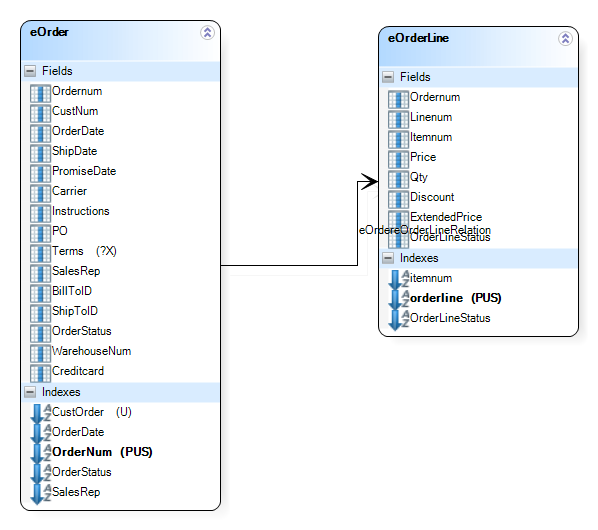 eOrder
Fields
Ordernum
CustNum
OrderDate
ShipDate
PromiseDate
Carrier
Instructions
PO
Terms (?X)
SalesRep
BillToID
ShipToID
OrderStatus
WarehouseNum
Creditcard
Indexes
CustOrder (U)
OrderDate
OrderNum (PUS)
OrderStatus
SalesRep
eOrdereOrderLineRelation
eOrderLine
Fields
Ordernum
Linenum
Itemnum
Price
Qty
Discount
ExtendedPrice
OrderLineStatus
Indexes
itemnum
orderline (PUS)
OrderLineStatus